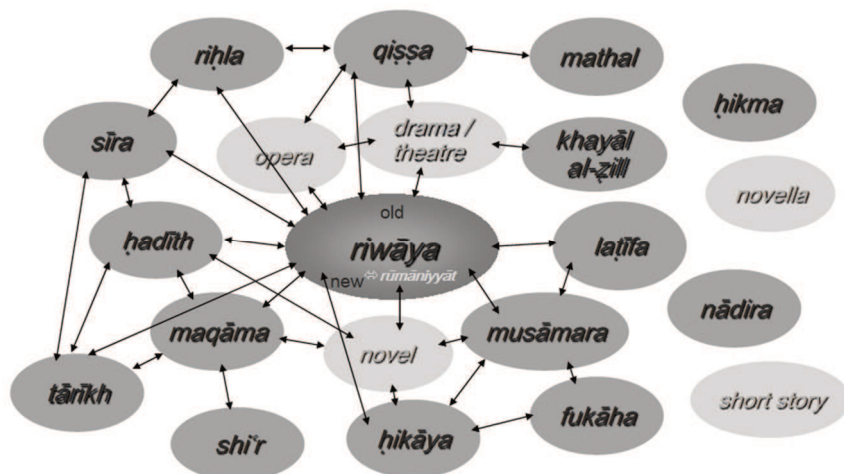 riḥla
qiṣṣa
mathal
ḥikma
sīra
opera
drama /
theatre
khayāl
al-ẓill
novella
old
ḥadīth
riwāya
laṭīfa
new
⇔ rūmāniyyāt
nādira
maqāma
novel
musāmara
tārīkh
short story
shiʿr
ḥikāya
fukāha